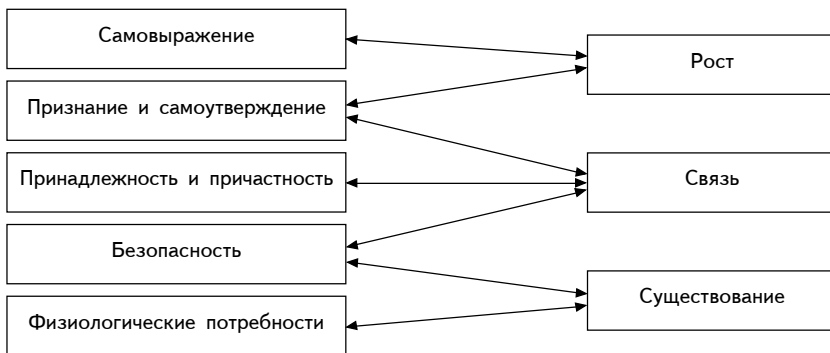 Самовыражение
Признание и самоутверждение
Принадлежность и причастность
Безопасность
Физиологические потребности
Рост
Связь
Существование